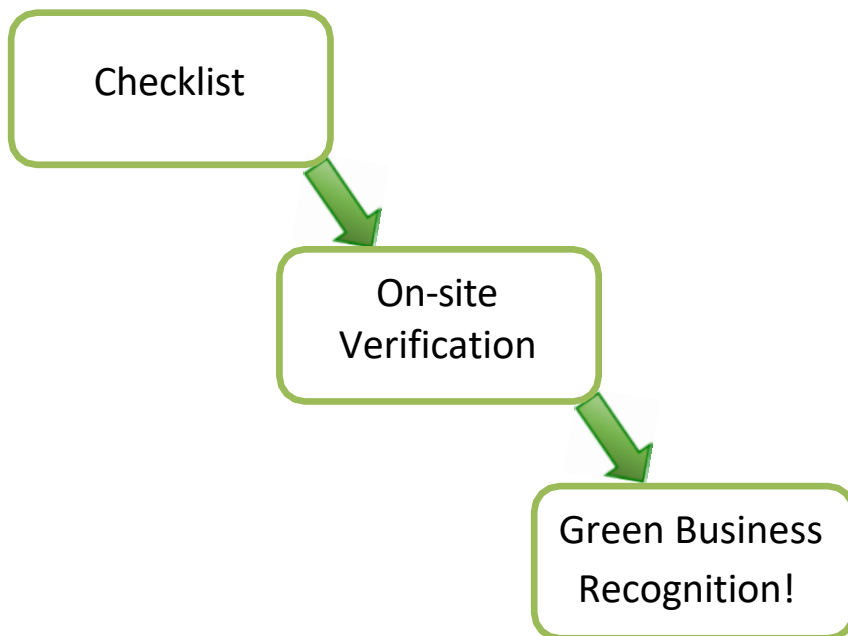 Checklist
On-site
Verification
Green Business
Recognition!